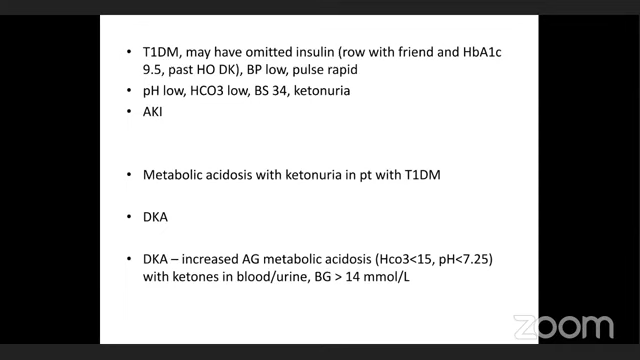 • T1DM, may have omitted insulin (row with friend and HbA1c
9.5, past HO DK), BP low, pulse rapid
• pH low, HCO3 low, BS 34, ketonuria
• AKI
• Metabolic acidosis with ketonuria in pt with T1DM
• DKA
• DKA – increased AG metabolic acidosis (Hco3<15, pH<7.25)
with ketones in blood/urine, BG > 14 mmol/L
zoom